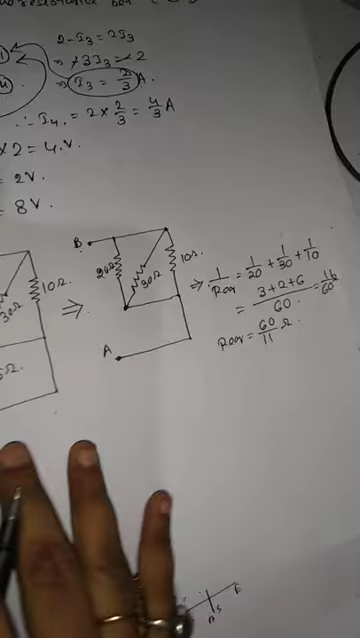 2-I₃ = 2I₃
⇒ +3I₃ = +2
⇒ I₃ = 2/3 A.
∴ I₄ = 2 × 2/3 = 4/3 A
× 2 = 4.V.
= 2V.
= 8V.
B
20Ω
30Ω
10Ω
A
10Ω
30Ω
Ω.
⇒
⇒ 1/Req = 1/20 + 1/30 + 1/10
= 3+2+6/60 = 11/60
Req = 60/11 Ω
E